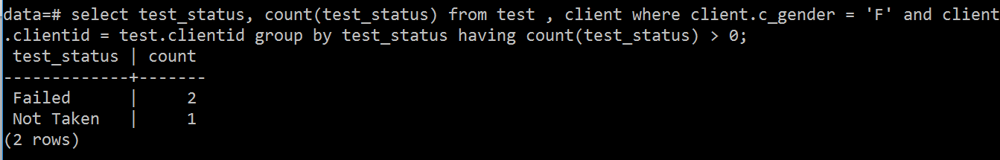 data=# select test_status, count(test_status) from test , client where client.c_gender = 'F' and client
.clientid = test.clientid group by test_status having count(test_status) > 0;
 test_status | count
-------------+-------
 Failed      |     2
 Not Taken   |     1
(2 rows)